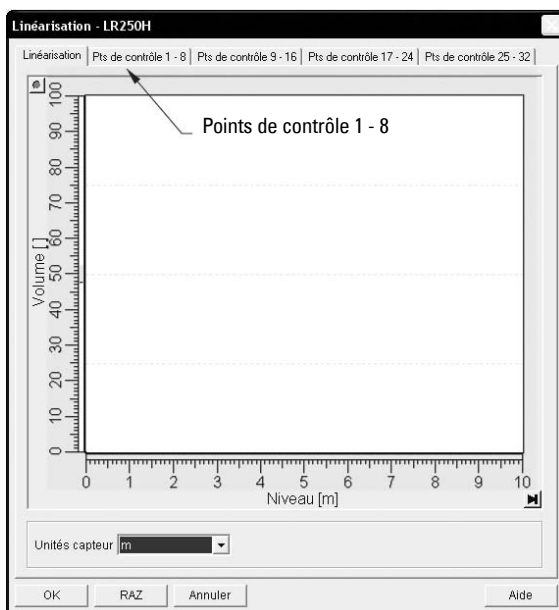 Linéarisation - LR250H
Linéarisation
Pts de contrôle 1 - 8
Pts de contrôle 9 - 16
Pts de contrôle 17 - 24
Pts de contrôle 25 - 32
Points de contrôle 1 - 8
Volume [ ]
100
90
80
70
60
50
40
30
20
10
0
0 1 2 3 4 5 6 7 8 9 10
Niveau [m]
Unités capteur m
OK
RAZ
Annuler
Aide